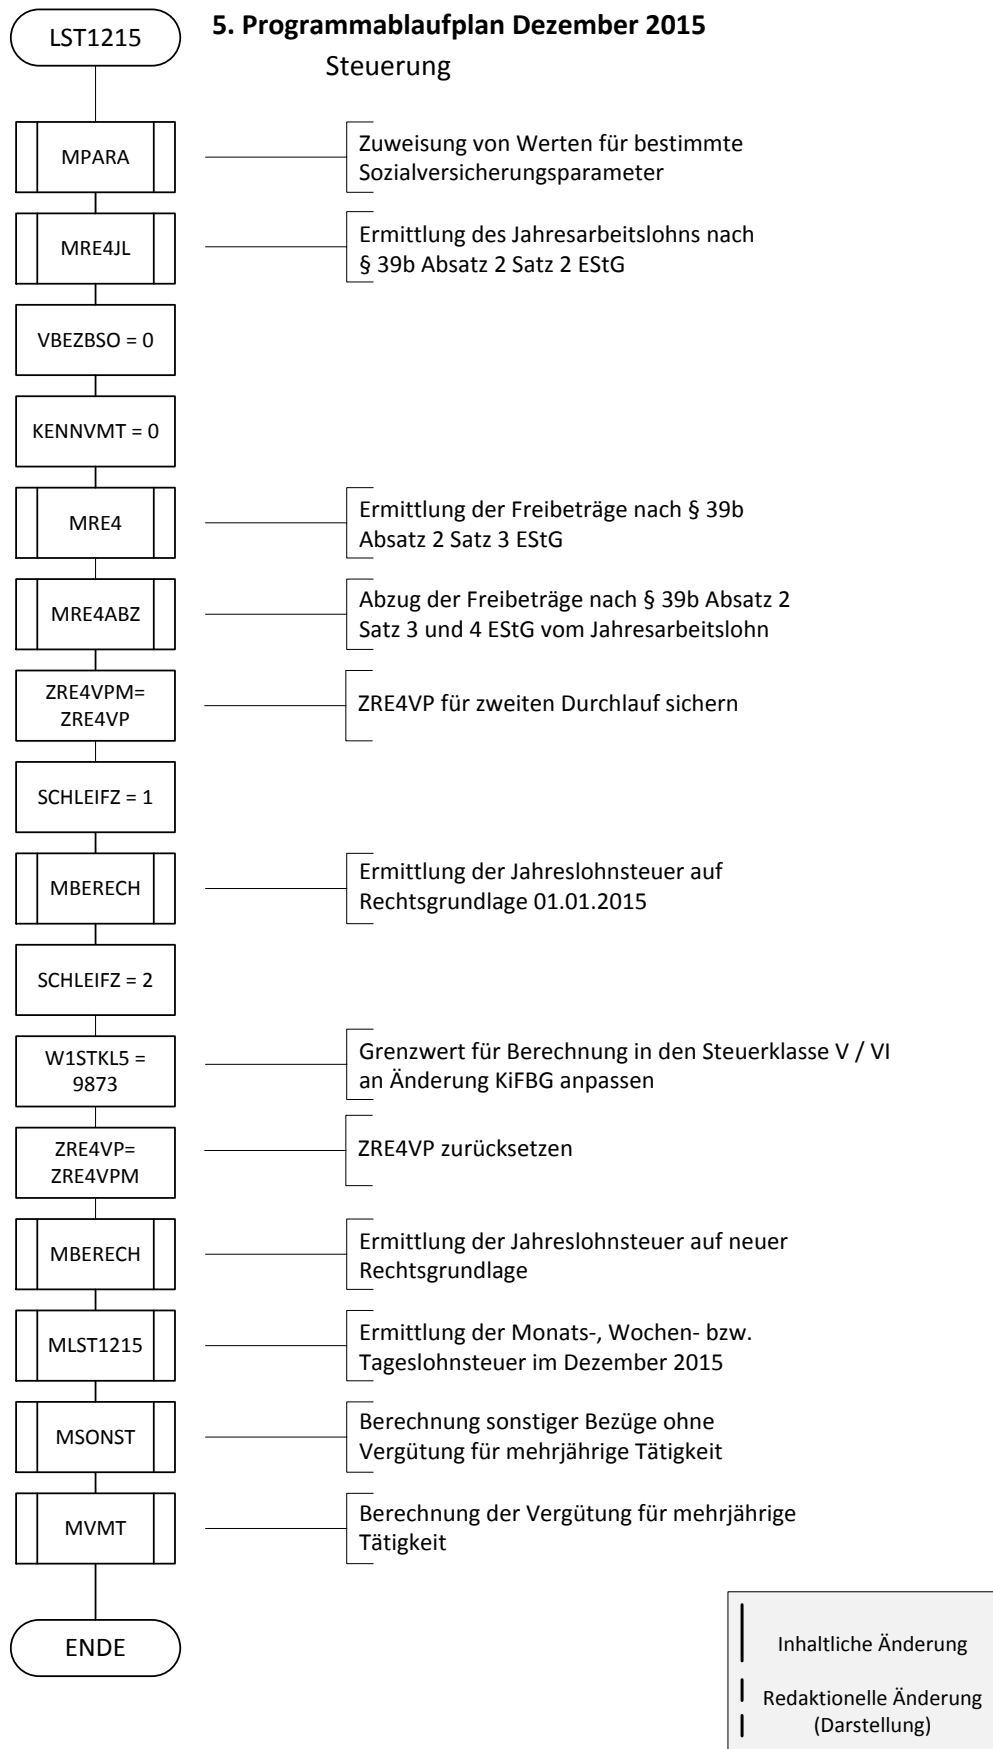 LST1215
5. Programmablaufplan Dezember 2015
Steuerung
MPARA
Zuweisung von Werten für bestimmte
Sozialversicherungsparameter
MRE4JL
Ermittlung des Jahresarbeitslohns nach
§ 39b Absatz 2 Satz 2 EStG
VBEZBSO = 0
KENNVMT = 0
MRE4
Ermittlung der Freibeträge nach § 39b
Absatz 2 Satz 3 EStG
MRE4ABZ
Abzug der Freibeträge nach § 39b Absatz 2
Satz 3 und 4 EStG vom Jahresarbeitslohn
ZRE4VPM=
ZRE4VP
ZRE4VP für zweiten Durchlauf sichern
SCHLEIFZ = 1
MBERECH
Ermittlung der Jahreslohnsteuer auf
Rechtsgrundlage 01.01.2015
SCHLEIFZ = 2
W1STKL5 =
9873
Grenzwert für Berechnung in den Steuerklasse V / VI
an Änderung KiFBG anpassen
ZRE4VP=
ZRE4VPM
ZRE4VP zurücksetzen
MBERECH
Ermittlung der Jahreslohnsteuer auf neuer
Rechtsgrundlage
MLST1215
Ermittlung der Monats-, Wochen- bzw.
Tageslohnsteuer im Dezember 2015
MSONST
Berechnung sonstiger Bezüge ohne
Vergütung für mehrjährige Tätigkeit
MVMT
Berechnung der Vergütung für mehrjährige
Tätigkeit
ENDE
Inhaltliche Änderung
Redaktionelle Änderung
(Darstellung)